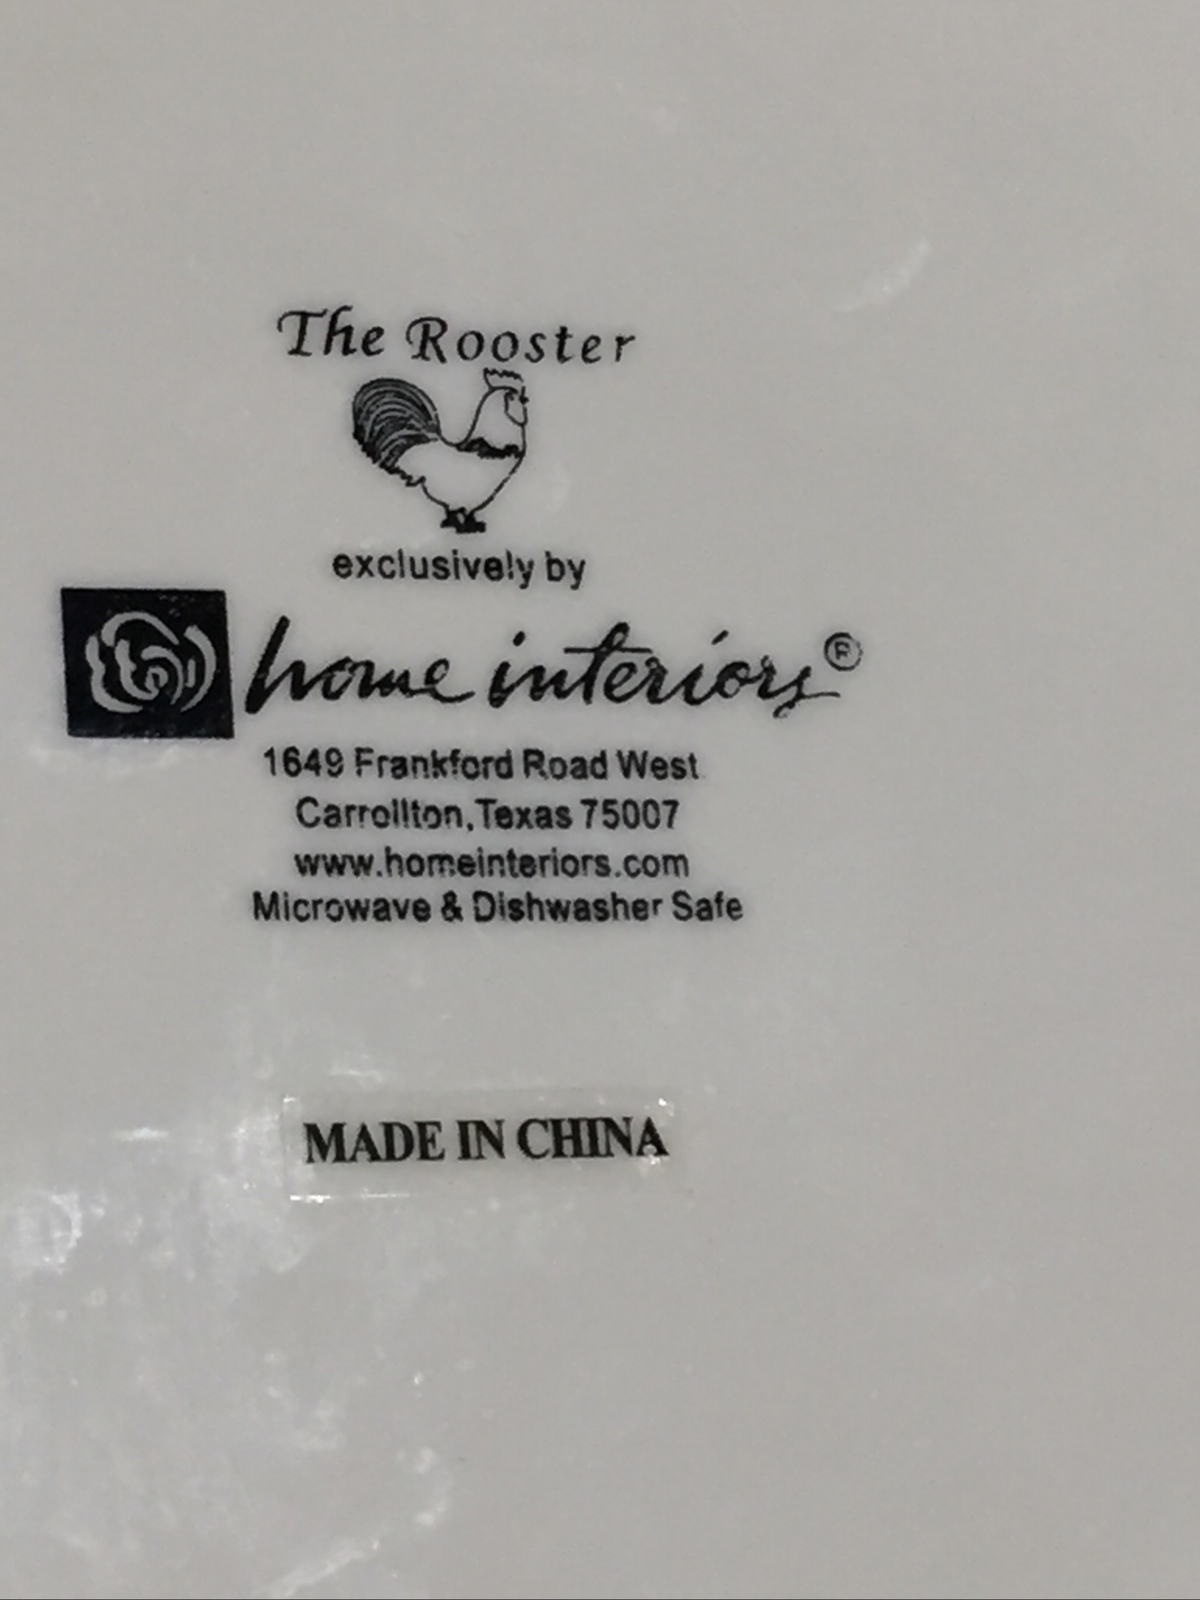 The Rooster
exclusively by
home interiors®
1649 Frankford Road West
Carrollton, Texas 75007
www.homeinteriors.com
Microwave & Dishwasher Safe
MADE IN CHINA